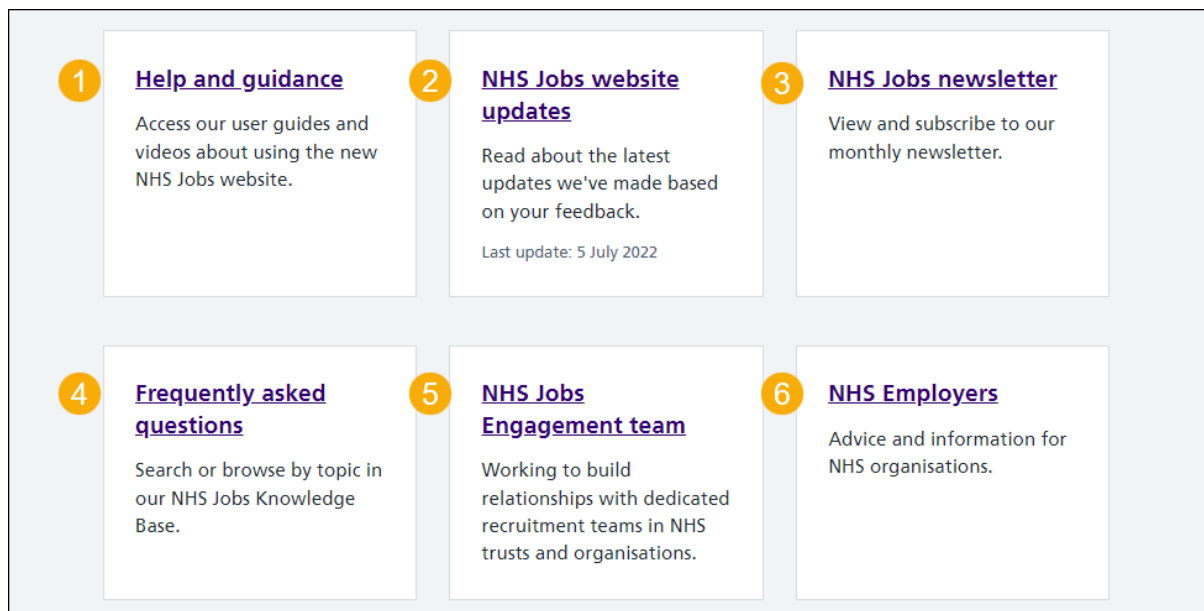 1
Help and guidance
Access our user guides and
videos about using the new
NHS Jobs website.
2
NHS Jobs website
updates
Read about the latest
updates we've made based
on your feedback.
Last update: 5 July 2022
3
NHS Jobs newsletter
View and subscribe to our
monthly newsletter.
4
Frequently asked
questions
Search or browse by topic in
our NHS Jobs Knowledge
Base.
5
NHS Jobs
Engagement team
Working to build
relationships with dedicated
recruitment teams in NHS
trusts and organisations.
6
NHS Employers
Advice and information for
NHS organisations.